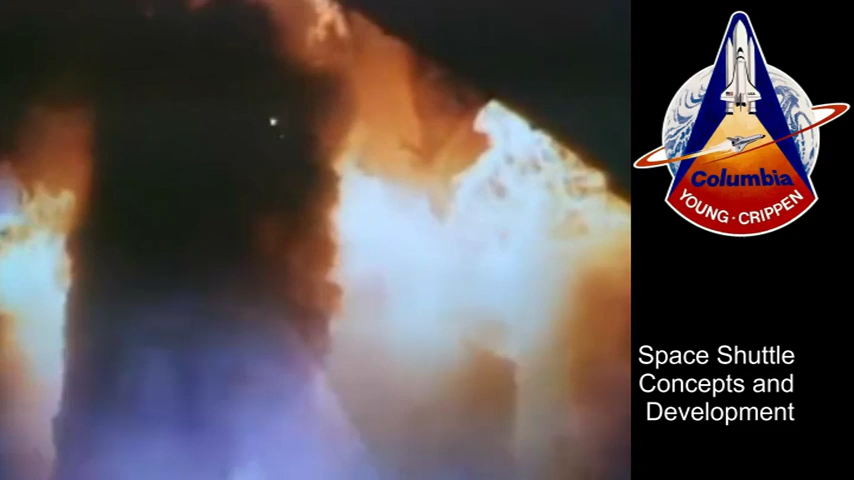 Columbia
YOUNG · CRIPPEN
Space Shuttle
Concepts and
Development